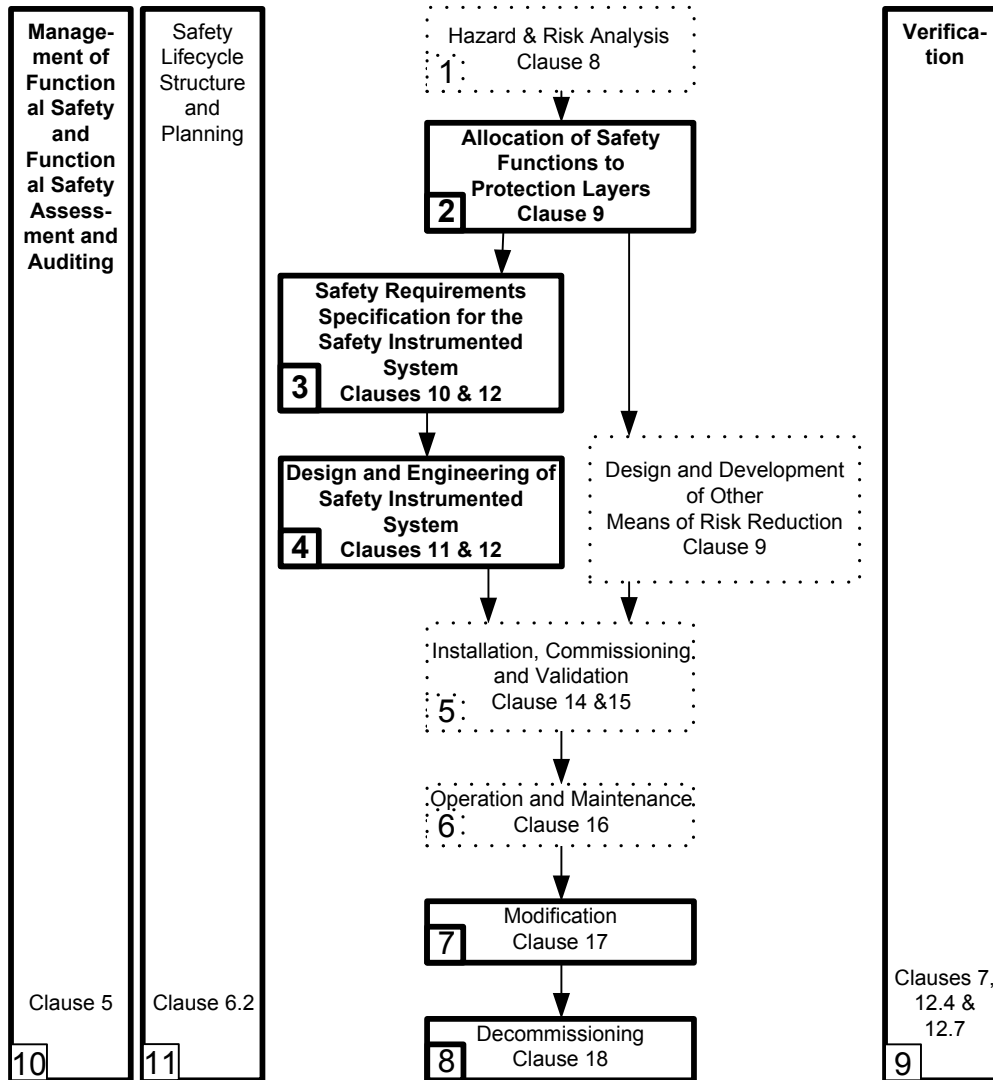 Manage-
ment of
Function
al Safety
and
Function
al Safety
Assess-
ment and
Auditing
Clause 5
10
Safety
Lifecycle
Structure
and
Planning
Clause 6.2
11
Hazard & Risk Analysis
Clause 8
1
Allocation of Safety
Functions to
Protection Layers
Clause 9
2
Safety Requirements
Specification for the
Safety Instrumented
System
Clauses 10 & 12
3
Design and Engineering of
Safety Instrumented
System
Clauses 11 & 12
4
Design and Development
of Other
Means of Risk Reduction
Clause 9
Installation, Commissioning
and Validation
Clause 14 &15
5
Operation and Maintenance
Clause 16
6
Modification
Clause 17
7
Decommissioning
Clause 18
8
Verifica-
tion
Clauses 7,
12.4 &
12.7
9